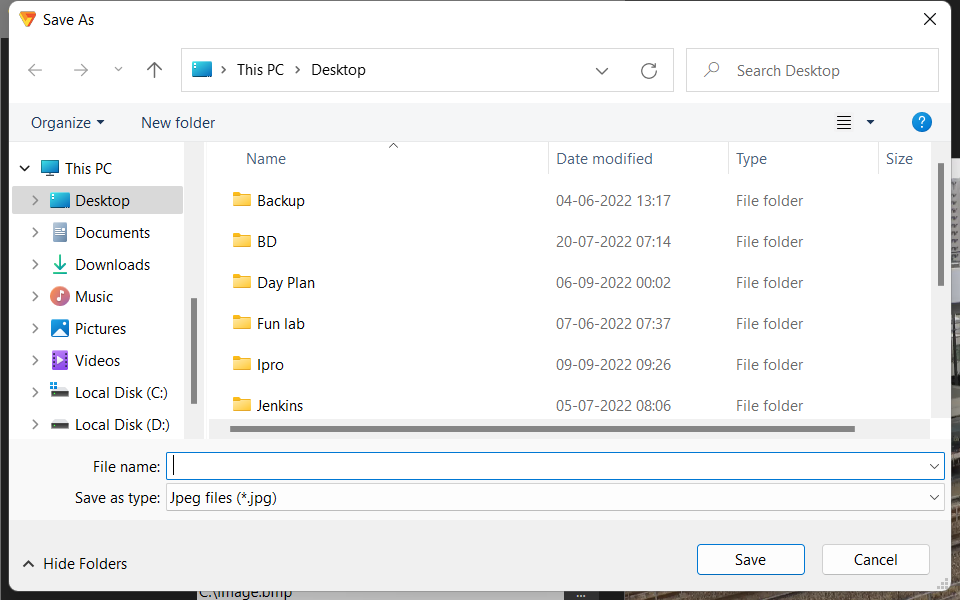 Save As
This PC > Desktop
Search Desktop
Organize
New folder
?
Name
Date modified
Type
Size
This PC
Desktop
Documents
Downloads
Music
Pictures
Videos
Local Disk (C:)
Local Disk (D:)
Backup 04-06-2022 13:17 File folder
BD 20-07-2022 07:14 File folder
Day Plan 06-09-2022 00:02 File folder
Fun lab 07-06-2022 07:37 File folder
Ipro 09-09-2022 09:26 File folder
Jenkins 05-07-2022 08:06 File folder
File name:
Save as type: Jpeg files (*.jpg)
Hide Folders
Save
Cancel
C:\image.bmp
...